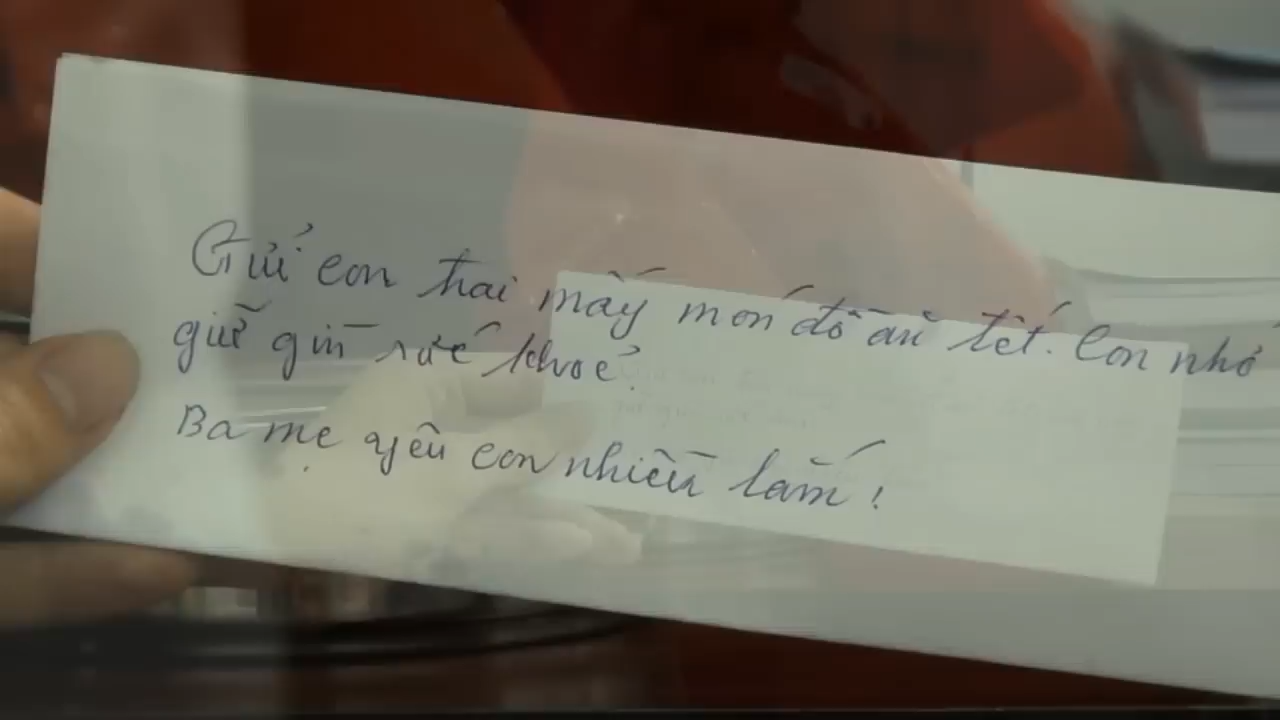 Gửi con trai mấy món đồ ăn tết. Con nhớ
giữ gìn sức khoẻ.
Ba mẹ yêu con nhiều lắm!